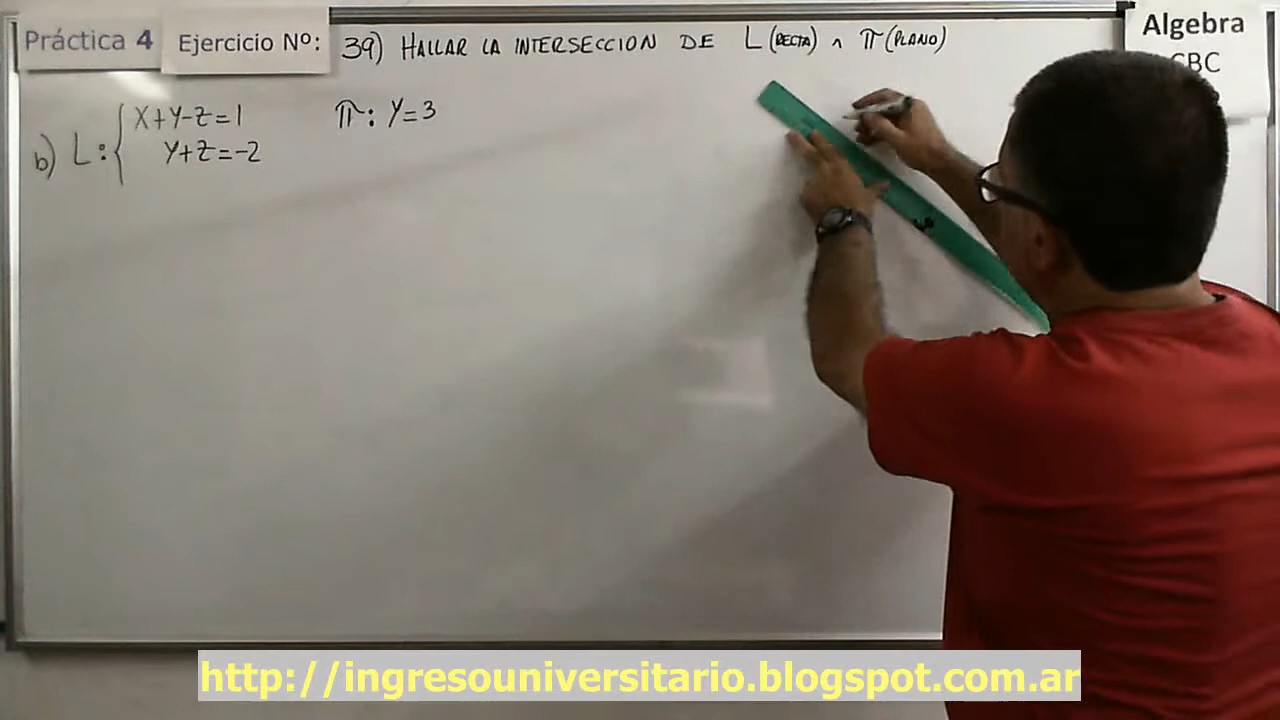 Práctica 4 Ejercicio Nº: 39) HALLAR LA INTERSECCION DE L (RECTA) ∧ π (PLANO)
Algebra
CBC
b) L: { X+Y-Z=1
Y+Z=-2
π: Y=3
http://ingresouniversitario.blogspot.com.ar